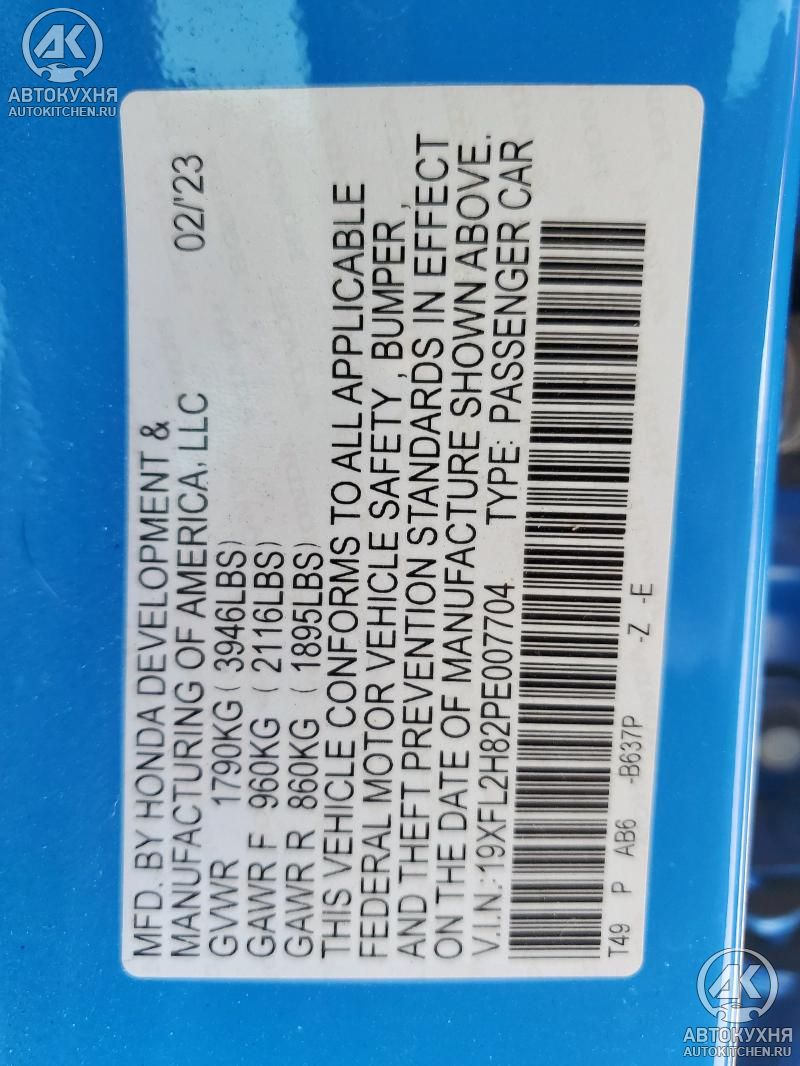 AK
АВТОКУХНЯ
AUTOKITCHEN.RU
MFD. BY HONDA DEVELOPMENT &
MANUFACTURING OF AMERICA, LLC 02/'23
GVWR 1790KG ( 3946LBS)
GAWR F 960KG ( 2116LBS)
GAWR R 860KG ( 1895LBS)
THIS VEHICLE CONFORMS TO ALL APPLICABLE
FEDERAL MOTOR VEHICLE SAFETY , BUMPER ,
AND THEFT PREVENTION STANDARDS IN EFFECT
ON THE DATE OF MANUFACTURE SHOWN ABOVE.
V.I.N.:19XFL2H82PE007704 TYPE: PASSENGER CAR
T49 P AB6 -B637P -Z -E
AK
АВТОКУХНЯ
AUTOKITCHEN.RU